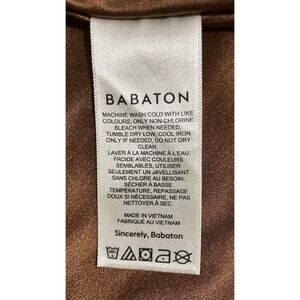 BABATON
MACHINE WASH COLD WITH LIKE
COLOURS, ONLY NON-CHLORINE
BLEACH WHEN NEEDED,
TUMBLE DRY LOW, COOL IRON
ONLY IF NEEDED, DO NOT DRY
CLEAN.
LAVER À LA MACHINE À L'EAU
FROIDE AVEC COULEURS
SEMBLABLES, UTILISER
SEULEMENT UN JAVELLISANT
SANS CHLORE AU BESOIN,
SÉCHER À BASSE
TEMPÉRATURE, REPASSAGE
DOUX SI NÉCESSAIRE, NE PAS
NETTOYER À SEC.
MADE IN VIETNAM
FABRIQUÉ AU VIETNAM
Sincerely, Babaton